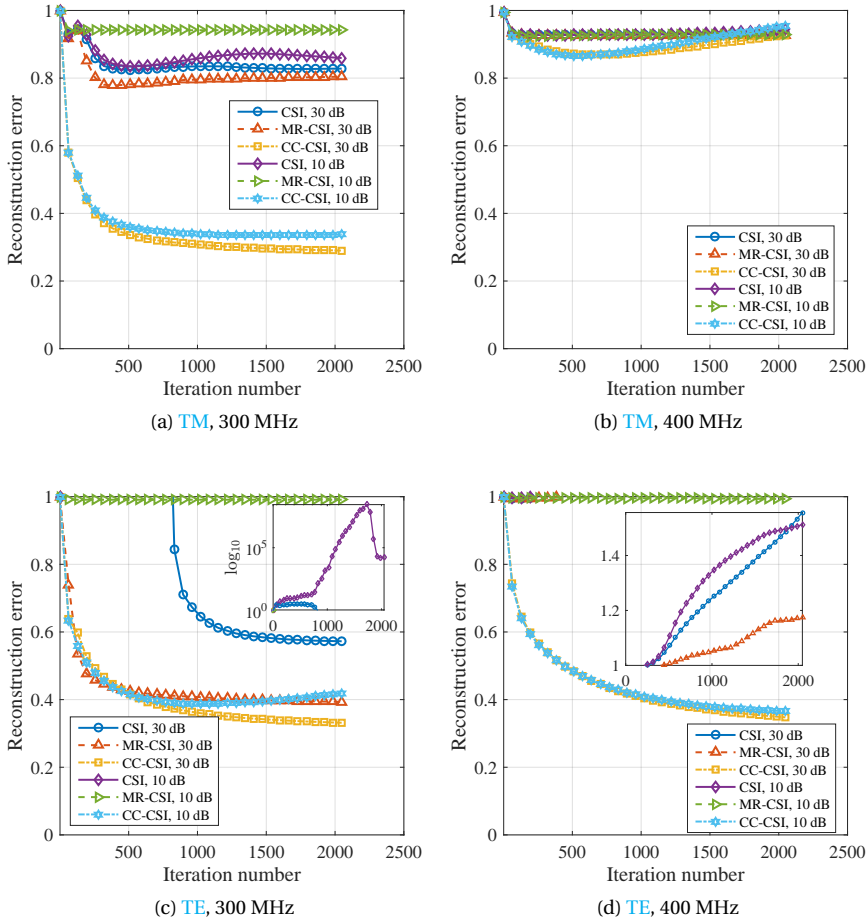 1
0.8
0.6
0.4
0.2
0
500 1000 1500 2000 2500
Reconstruction error
Iteration number
CSI, 30 dB
MR-CSI, 30 dB
CC-CSI, 30 dB
CSI, 10 dB
MR-CSI, 10 dB
CC-CSI, 10 dB
(a) TM, 300 MHz
1
0.8
0.6
0.4
0.2
0
500 1000 1500 2000 2500
Reconstruction error
Iteration number
CSI, 30 dB
MR-CSI, 30 dB
CC-CSI, 30 dB
CSI, 10 dB
MR-CSI, 10 dB
CC-CSI, 10 dB
(b) TM, 400 MHz
1
0.8
0.6
0.4
0.2
0
500 1000 1500 2000 2500
Reconstruction error
Iteration number
log₁₀
10⁵
10⁰
0 1000 2000
CSI, 30 dB
MR-CSI, 30 dB
CC-CSI, 30 dB
CSI, 10 dB
MR-CSI, 10 dB
CC-CSI, 10 dB
(c) TE, 300 MHz
1
0.8
0.6
0.4
0.2
0
500 1000 1500 2000 2500
Reconstruction error
Iteration number
1.4
1.2
1
1000 2000
CSI, 30 dB
MR-CSI, 30 dB
CC-CSI, 30 dB
CSI, 10 dB
MR-CSI, 10 dB
CC-CSI, 10 dB
(d) TE, 400 MHz